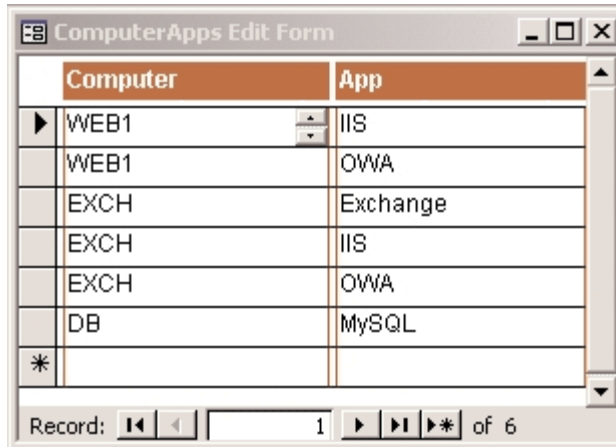 ComputerApps Edit Form
Computer App
WEB1 IIS
WEB1 OWA
EXCH Exchange
EXCH IIS
EXCH OWA
DB MySQL
Record: 1 of 6